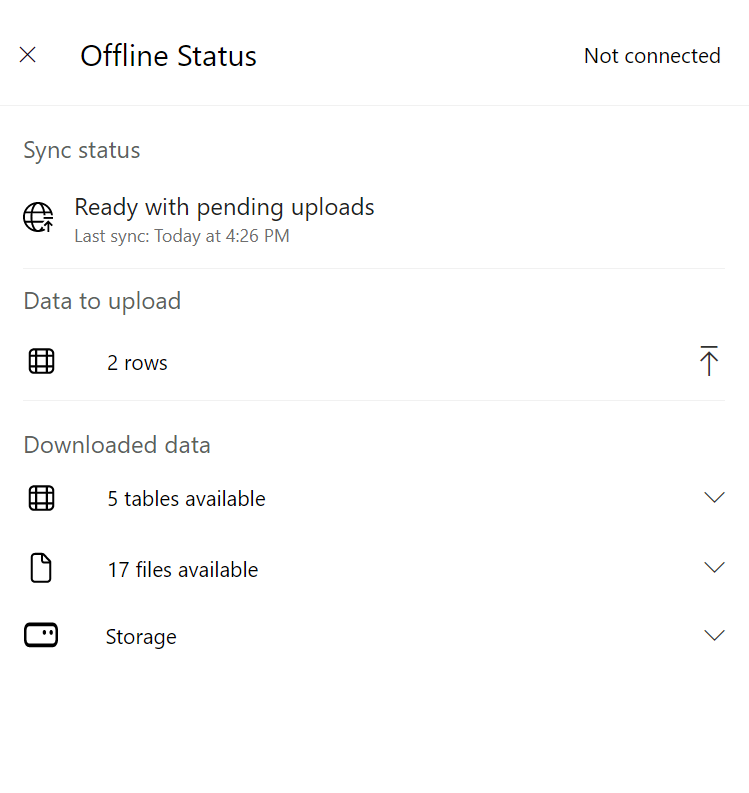 Offline Status
Not connected
Sync status
Ready with pending uploads
Last sync: Today at 4:26 PM
Data to upload
2 rows
Downloaded data
5 tables available
17 files available
Storage